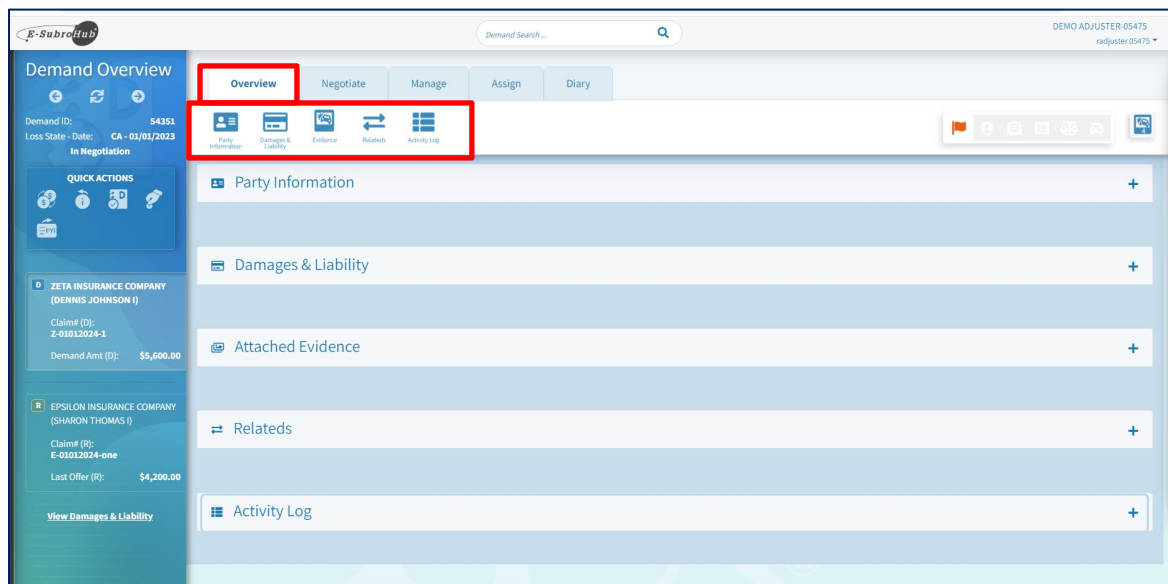 E-SubroHub
Demand Search ...
DEMO ADJUSTER-05475
radjuster.05475
Demand Overview
Demand ID: 54351
Loss State - Date: CA - 01/01/2023
In Negotiation
QUICK ACTIONS
FYI
D ZETA INSURANCE COMPANY
(DENNIS JOHNSON I)
Claim# (D):
Z-01012024-1
Demand Amt (D): $5,600.00
R EPSILON INSURANCE COMPANY
(SHARON THOMAS I)
Claim# (R):
E-01012024-one
Last Offer (R): $4,200.00
View Damages & Liability
Overview Negotiate Manage Assign Diary
Party Information
Damages & Liability
Evidence
Relateds
Activity Log
4
Party Information
Damages & Liability
Attached Evidence
Relateds
Activity Log